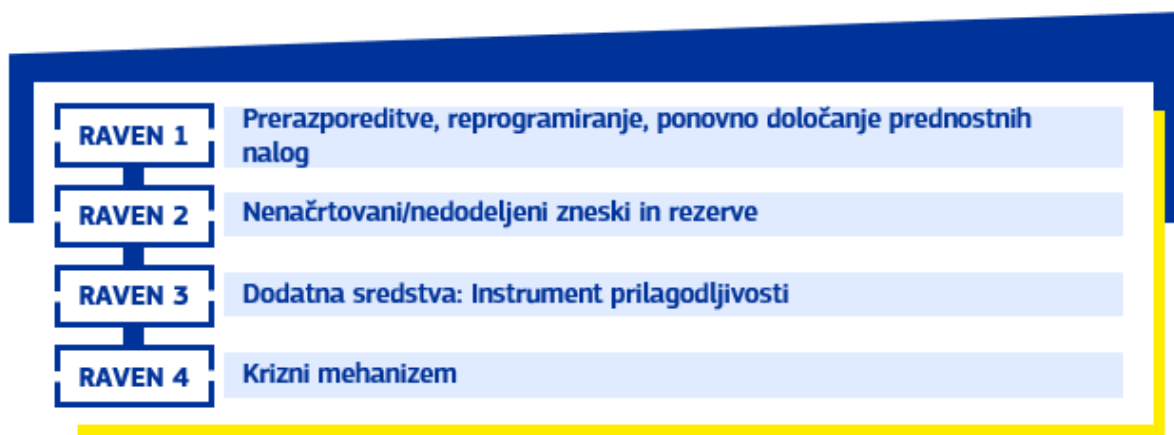 RAVEN 1
Prerazporeditve, reprogramiranje, ponovno določanje prednostnih
nalog
RAVEN 2
Nenačrtovani/nedodeljeni zneski in rezerve
RAVEN 3
Dodatna sredstva: Instrument prilagodljivosti
RAVEN 4
Krizni mehanizem